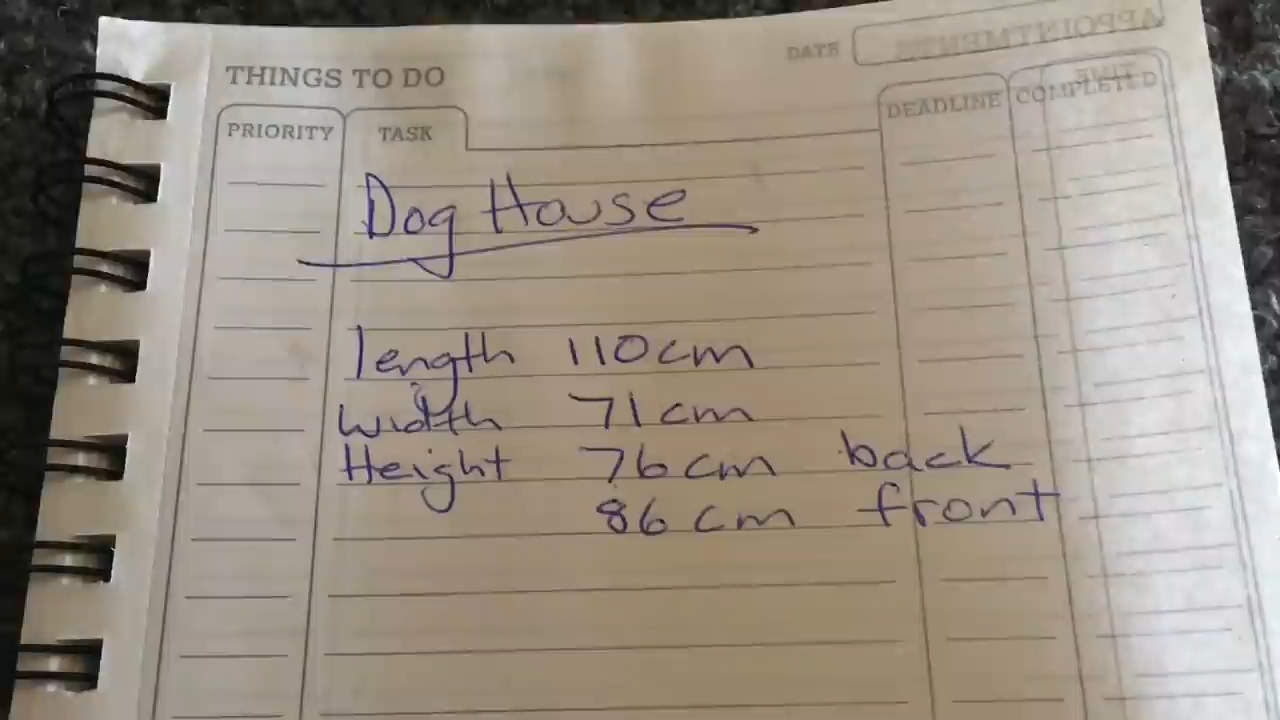 DATE
APPOINTMENTS
THINGS TO DO
PRIORITY TASK DEADLINE COMPLETED
TIME
Dog House
length 110cm
width 71cm
Height 76cm back
86cm front